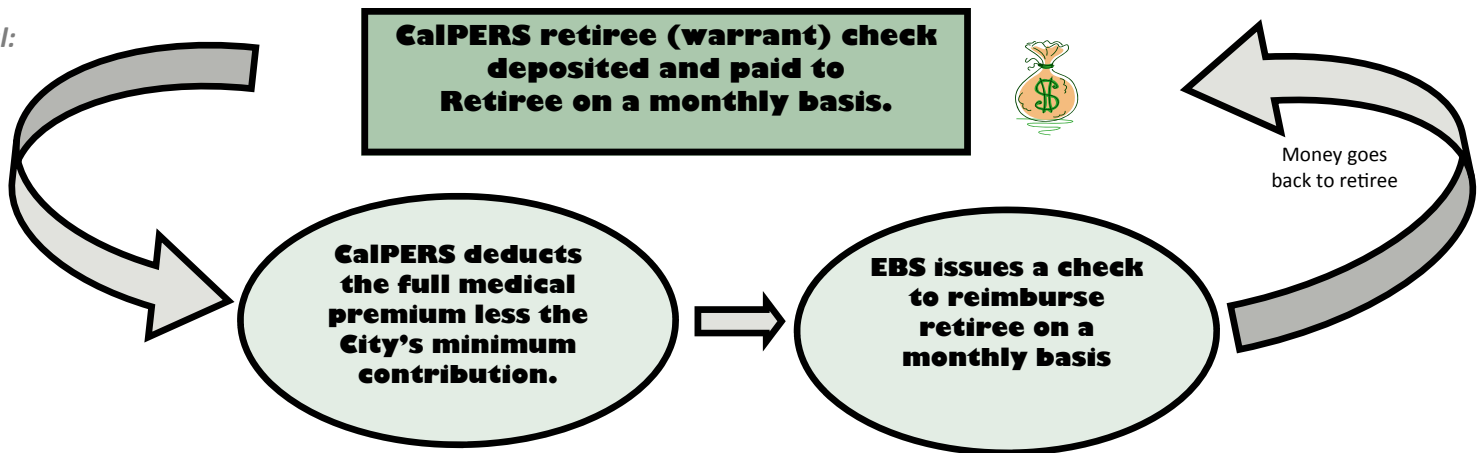 l:
CalPERS retiree (warrant) check
deposited and paid to
Retiree on a monthly basis.
$
Money goes
back to retiree
CalPERS deducts
the full medical
premium less the
City’s minimum
contribution.
EBS issues a check
to reimburse
retiree on a
monthly basis